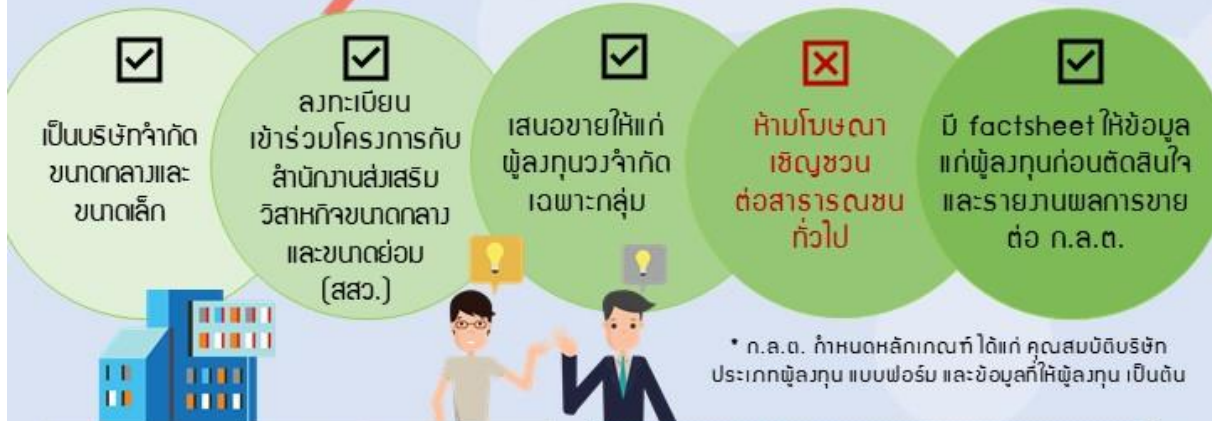 เป็นบริษัทจำกัด
ขนาดกลางและ
ขนาดเล็ก
ลงทะเบียน
เข้าร่วมโครงการกับ
สำนักงานส่งเสริม
วิสาหกิจขนาดกลาง
และขนาดย่อม
(สสว.)
เสนอขายให้แก่
ผู้ลงทุนวงจำกัด
เฉพาะกลุ่ม
ห้ามโฆษณา
เชิญชวน
ต่อสาธารณชน
ทั่วไป
มี factsheet ให้ข้อมูล
แก่ผู้ลงทุนก่อนตัดสินใจ
และรายงานผลการขาย
ต่อ ก.ล.ต.
* ก.ล.ต. กำหนดหลักเกณฑ์ ได้แก่ คุณสมบัติบริษัท
ประเภทผู้ลงทุน แบบฟอร์ม และข้อมูลที่ให้ผู้ลงทุน เป็นต้น